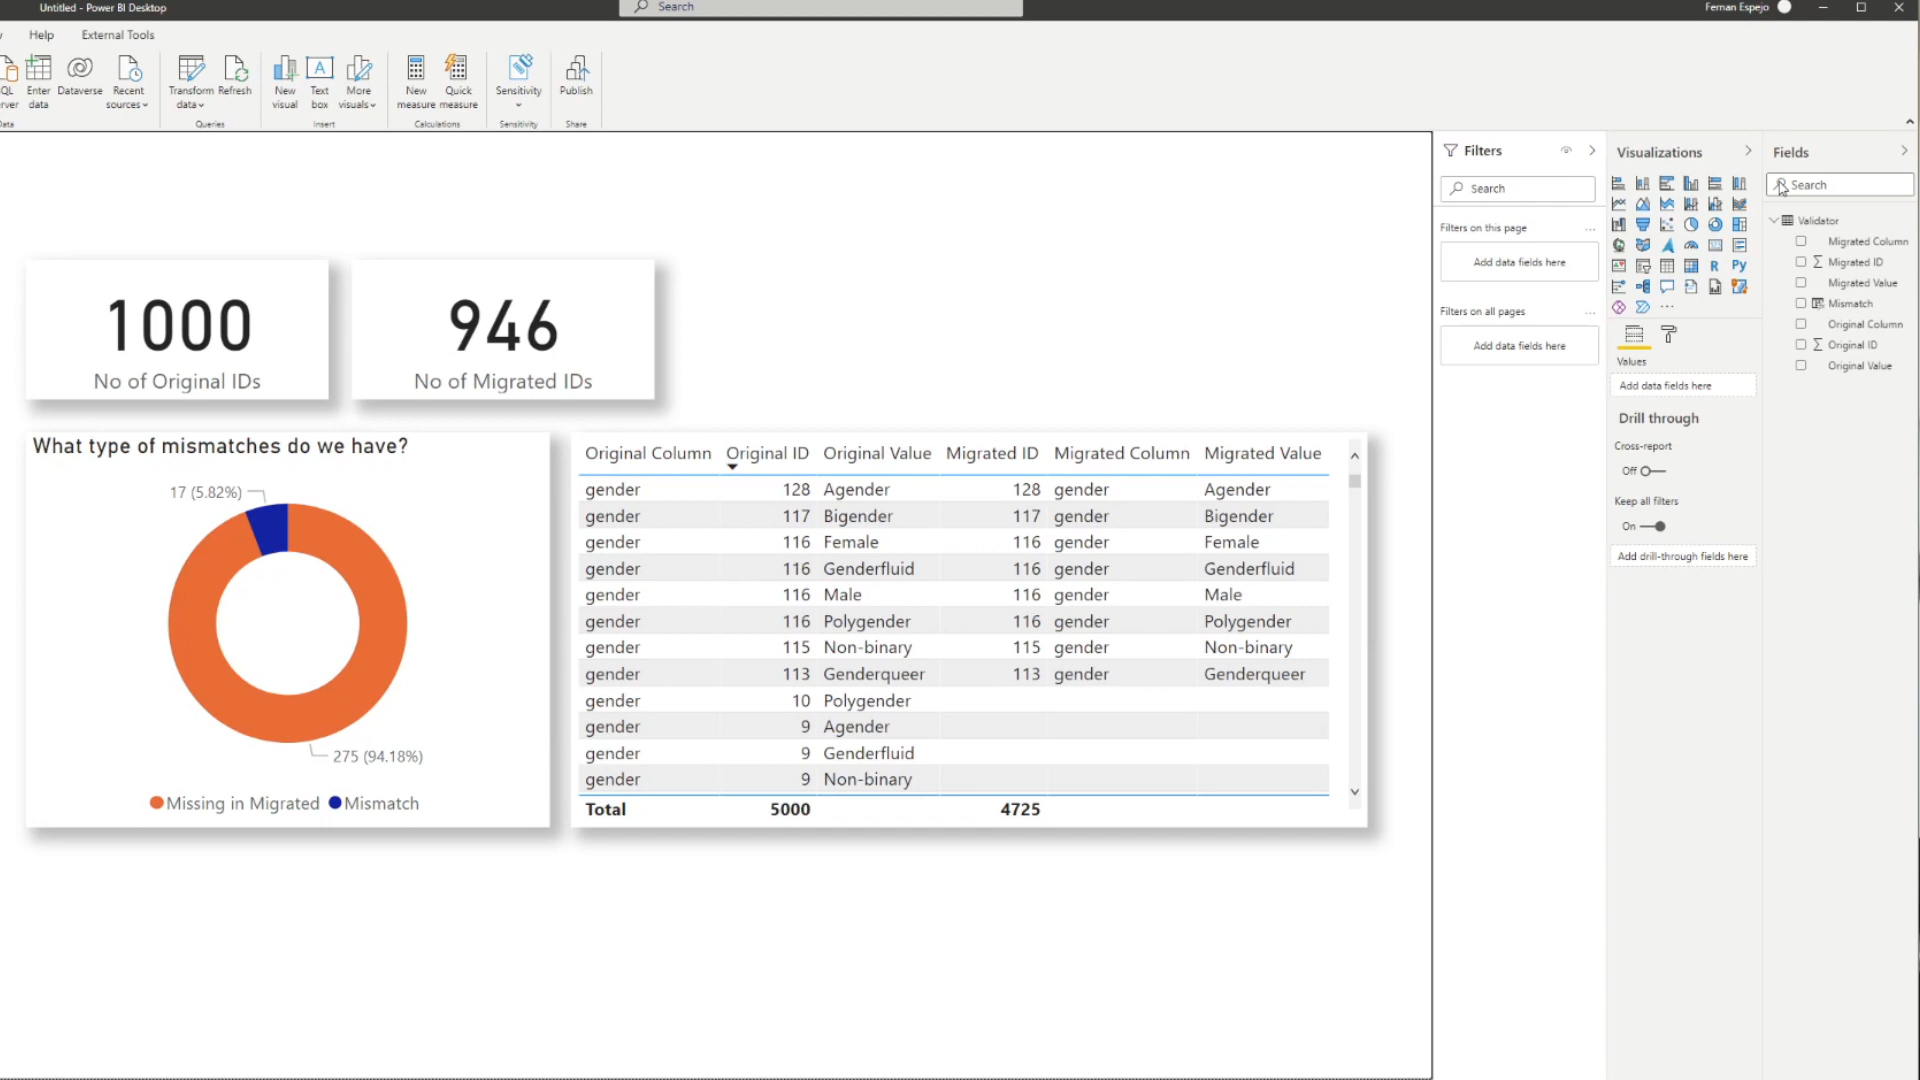 Untitled - Power BI Desktop
Search
Fernan Espejo
Help
External Tools
Enter data
Dataverse
Recent sources
Transform data
Refresh
New visual
Text box
More visuals
New measure
Quick measure
Sensitivity
Publish
Queries
Insert
Calculations
Sensitivity
Share
1000
No of Original IDs
946
No of Migrated IDs
What type of mismatches do we have?
17 (5.82%)
275 (94.18%)
Missing in Migrated
Mismatch
Original Column Original ID Original Value Migrated ID Migrated Column Migrated Value
gender 128 Agender 128 gender Agender
gender 117 Bigender 117 gender Bigender
gender 116 Female 116 gender Female
gender 116 Genderfluid 116 gender Genderfluid
gender 116 Male 116 gender Male
gender 116 Polygender 116 gender Polygender
gender 115 Non-binary 115 gender Non-binary
gender 113 Genderqueer 113 gender Genderqueer
gender 10 Polygender
gender 9 Agender
gender 9 Genderfluid
gender 9 Non-binary
Total 5000 4725
Filters
Search
Filters on this page
Add data fields here
Filters on all pages
Add data fields here
Visualizations
R
Py
Values
Add data fields here
Drill through
Cross-report
Off
Keep all filters
On
Add drill-through fields here
Fields
Search
Validator
Migrated Column
Migrated ID
Migrated Value
Mismatch
Original Column
Original ID
Original Value